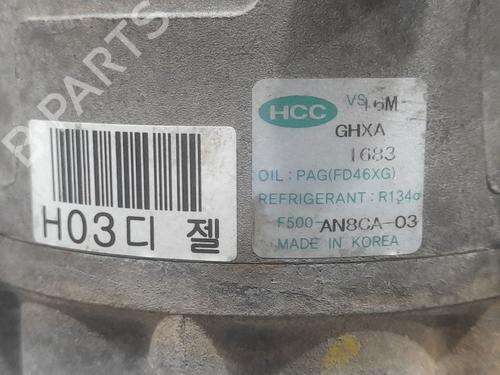 B PARTS
H03디 젤
HCC VS16M
GHXA
1683
OIL : PAG(FD46XG)
REFRIGERANT : R134a
F500-AN8CA-03
MADE IN KOREA